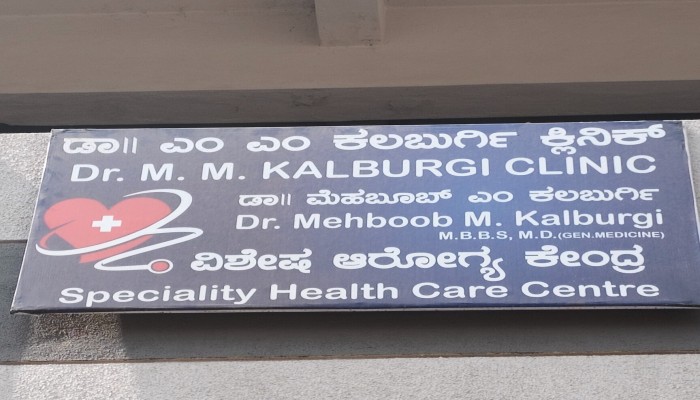 ಡಾ॥ ಎಂ ಎಂ ಕಲಬುರ್ಗಿ ಕ್ಲಿನಿಕ್
Dr. M. M. KALBURGI CLINIC
ಡಾ॥ ಮೆಹಬೂಬ್ ಎಂ ಕಲಬುರ್ಗಿ
Dr. Mehboob M. Kalburgi
M.B.B.S, M.D.(GEN.MEDICINE)
ವಿಶೇಷ ಆರೋಗ್ಯ ಕೇಂದ್ರ
Speciality Health Care Centre